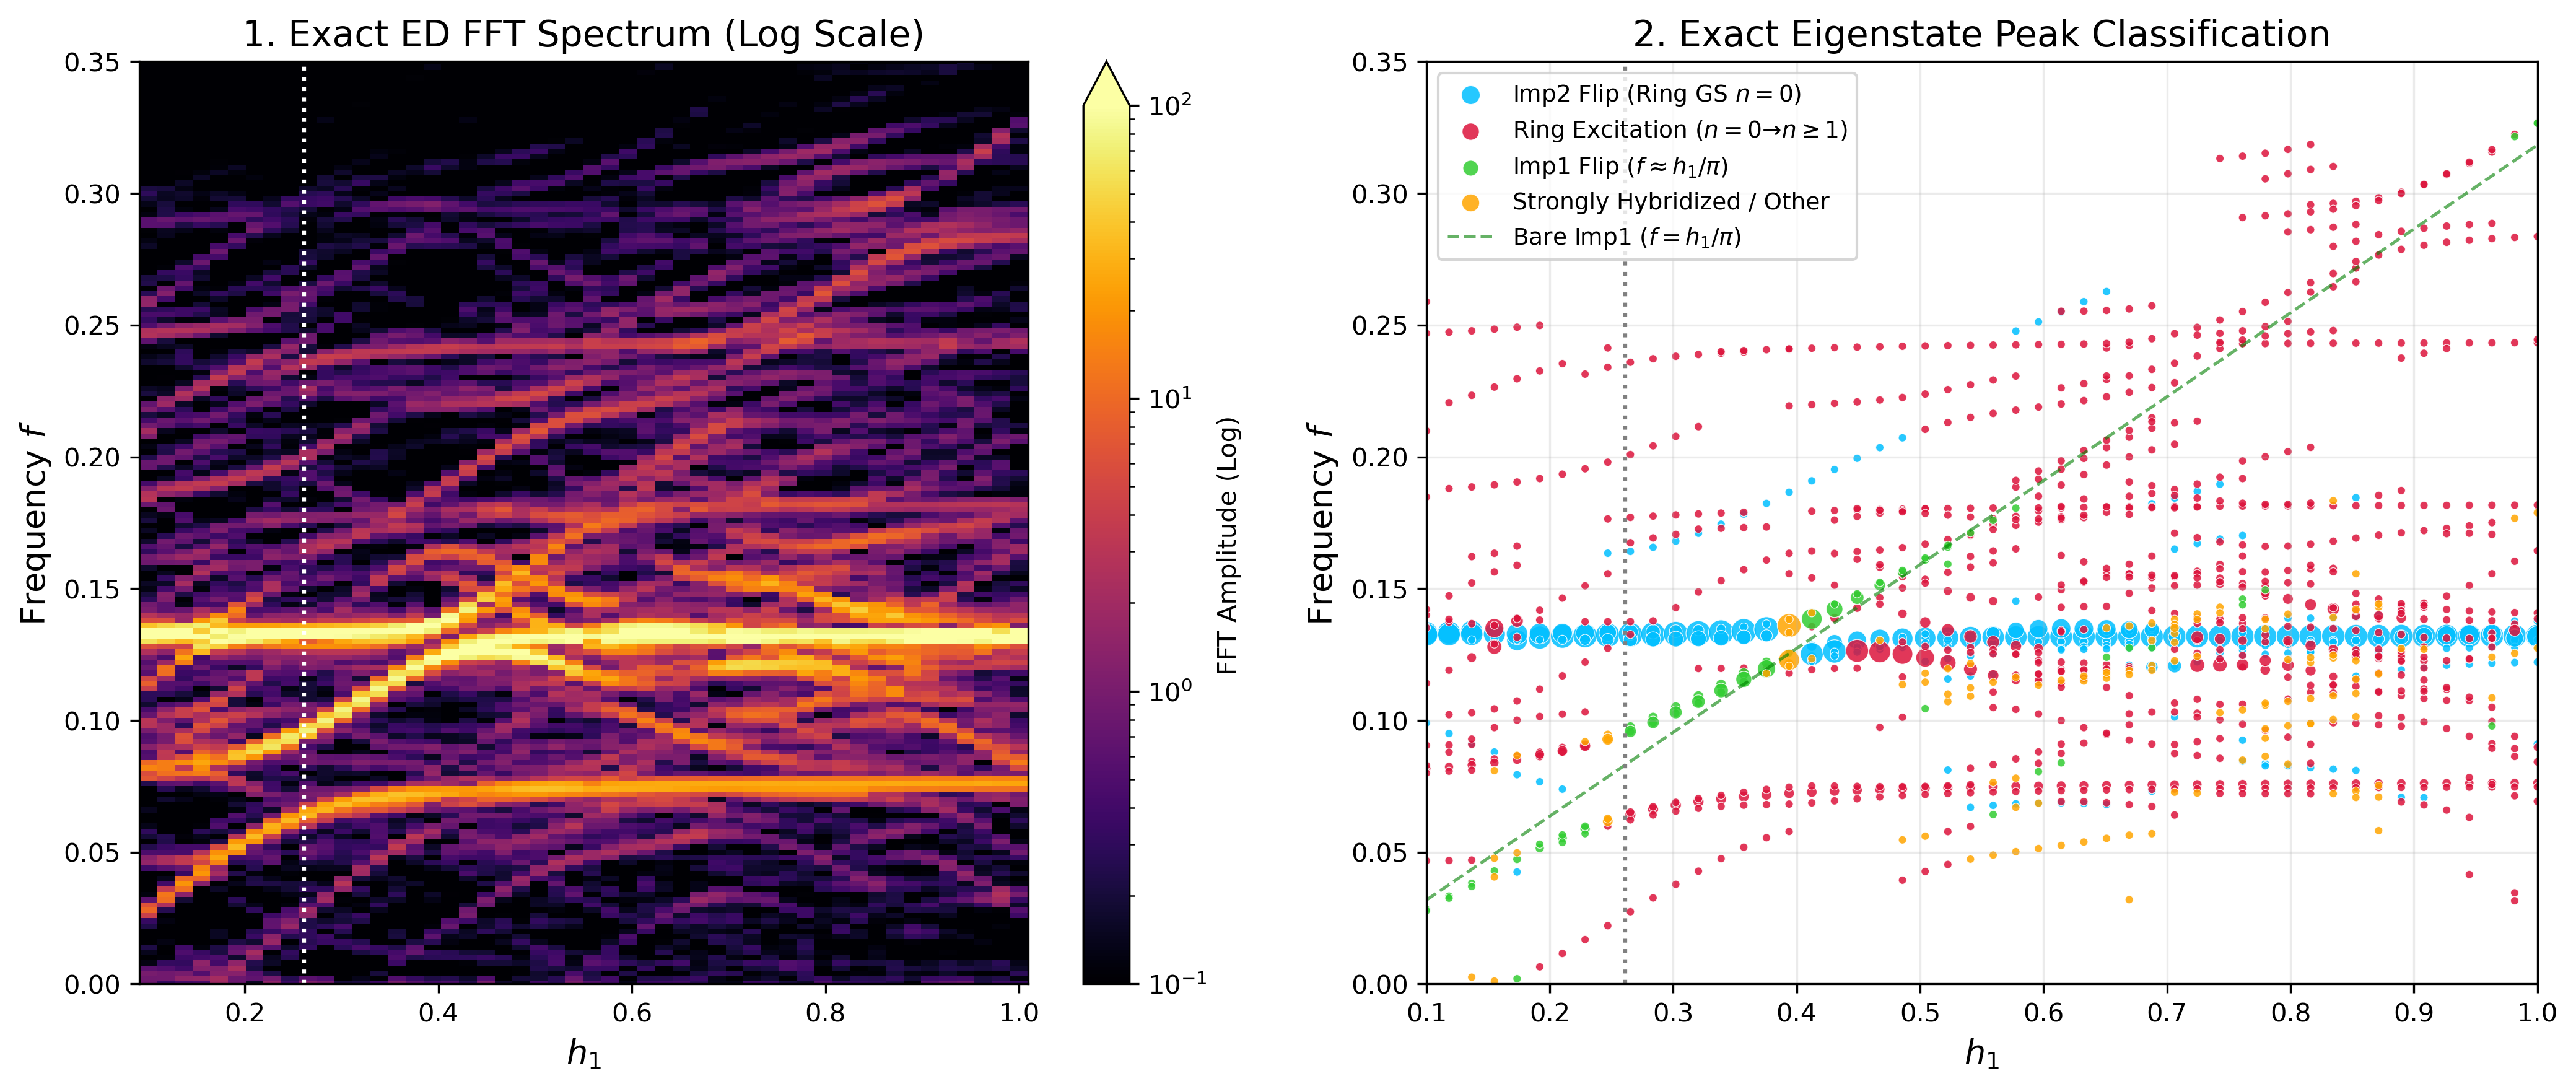 1. Exact ED FFT Spectrum (Log Scale)
Frequency f
0.35
0.30
0.25
0.20
0.15
0.10
0.05
0.00
0.2
0.4
0.6
0.8
1.0
h₁
10²
10¹
10⁰
10⁻¹
FFT Amplitude (Log)
2. Exact Eigenstate Peak Classification
Frequency f
0.35
0.30
0.25
0.20
0.15
0.10
0.05
0.00
Imp2 Flip (Ring GS n = 0)
Ring Excitation (n = 0→n ≥ 1)
Imp1 Flip (f ≈ h₁/π)
Strongly Hybridized / Other
Bare Imp1 (f = h₁/π)
0.1
0.2
0.3
0.4
0.5
0.6
0.7
0.8
0.9
1.0
h₁